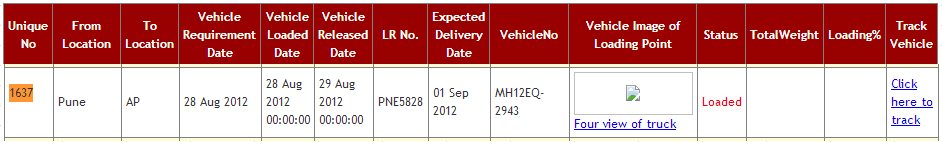 Unique No From Location To Location Vehicle Requirement Date Vehicle Loaded Date Vehicle Released Date LR No. Expected Delivery Date VehicleNo Vehicle Image of Loading Point Status TotalWeight Loading% Track Vehicle
1637 Pune AP 28 Aug 2012 28 Aug 2012 00:00:00 29 Aug 2012 00:00:00 PNE5828 01 Sep 2012 MH12EQ-2943 Four view of truck Loaded Click here to track